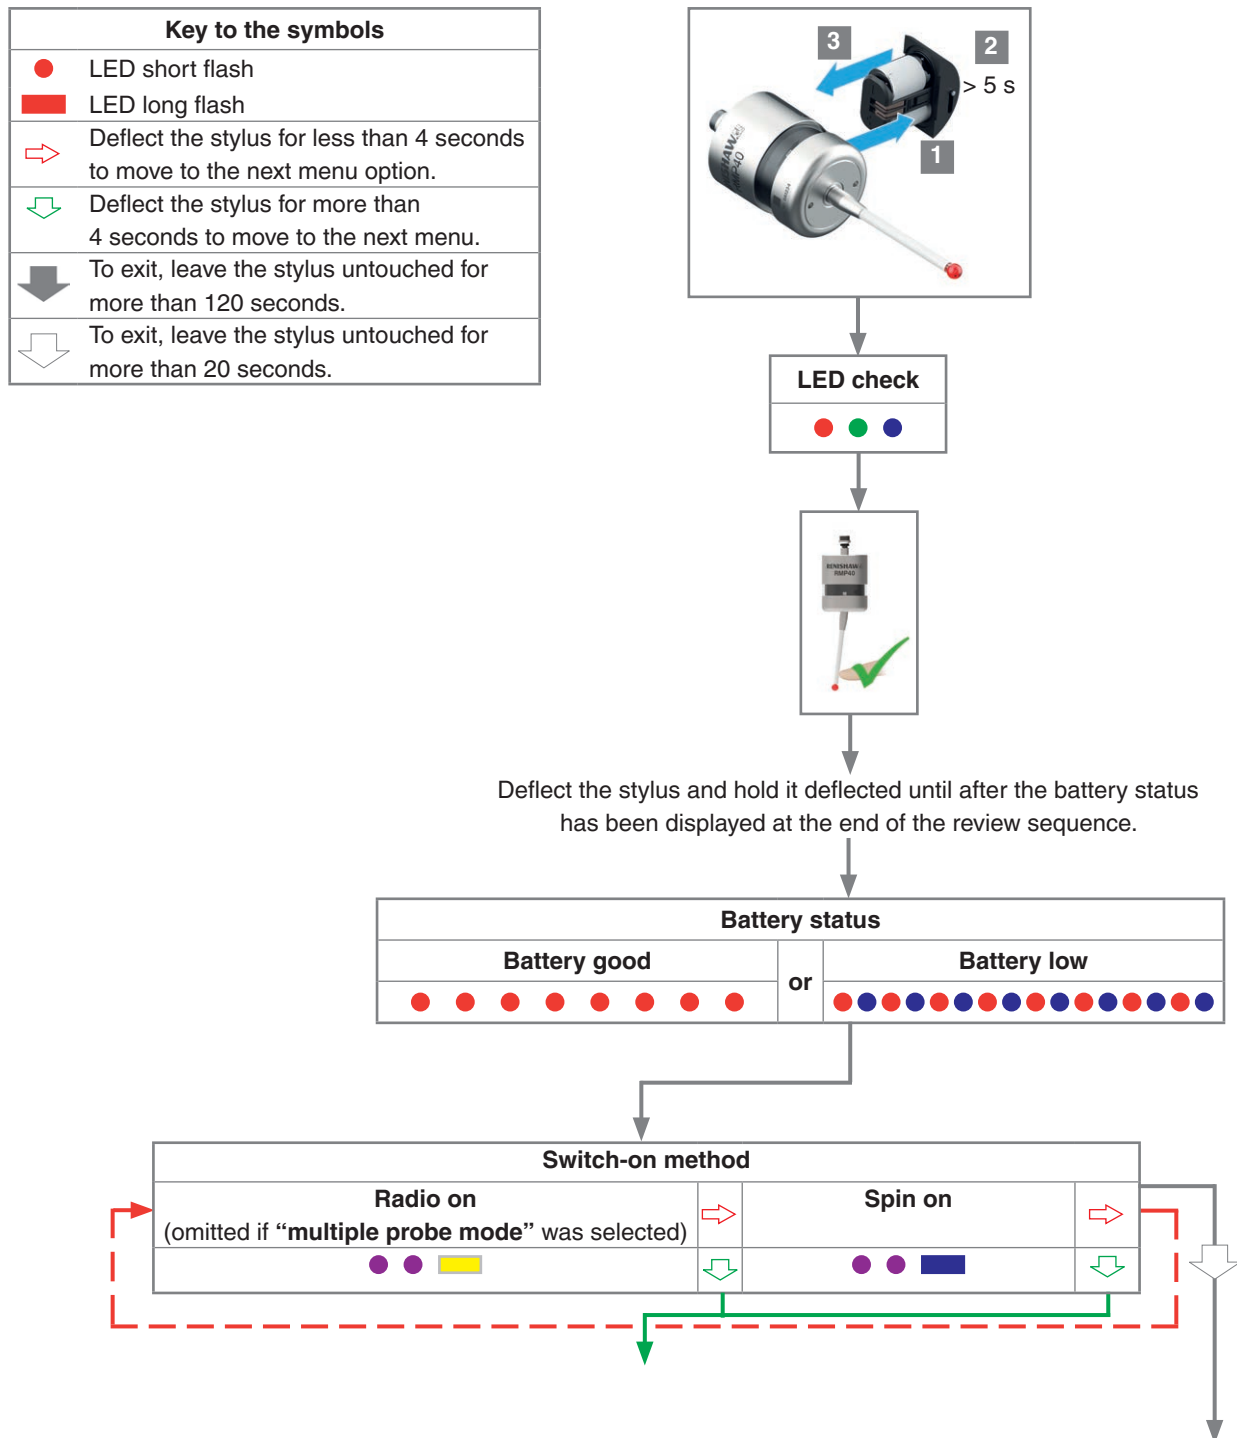 Key to the symbols
LED short flash
LED long flash
Deflect the stylus for less than 4 seconds
to move to the next menu option.
Deflect the stylus for more than
4 seconds to move to the next menu.
To exit, leave the stylus untouched for
more than 120 seconds.
To exit, leave the stylus untouched for
more than 20 seconds.
3
2
> 5 s
1
RMP40
LED check
RENISHAW
RMP40
Deflect the stylus and hold it deflected until after the battery status
has been displayed at the end of the review sequence.
Battery status
Battery good
or
Battery low
Switch-on method
Radio on
(omitted if “multiple probe mode” was selected)
Spin on